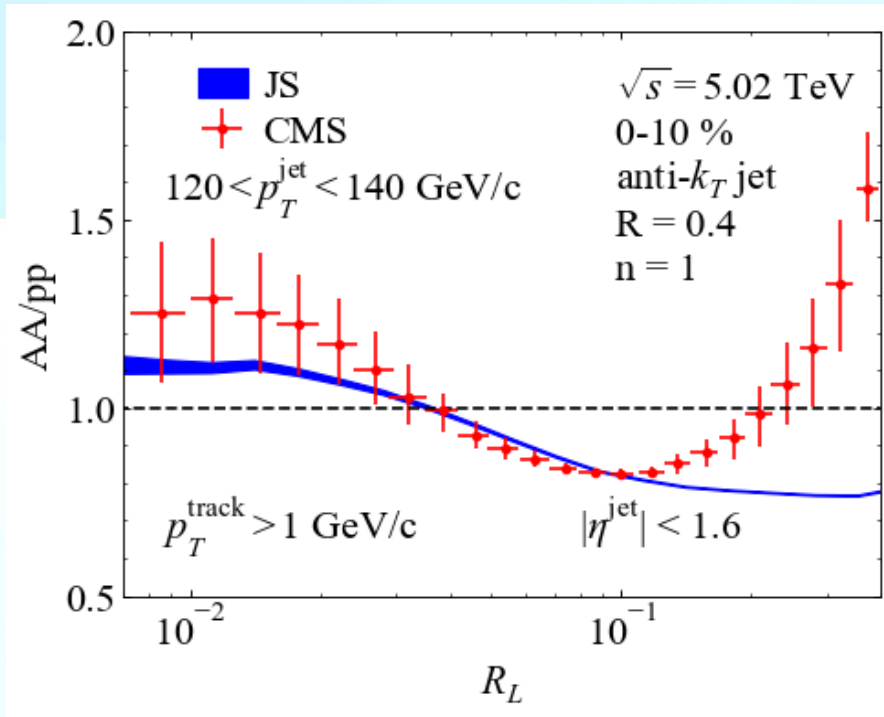 2.0
1.5
1.0
0.5
AA/pp
JS
CMS
120 < p_T^jet < 140 GeV/c
√s = 5.02 TeV
0-10 %
anti-k_T jet
R = 0.4
n = 1
p_T^track > 1 GeV/c
|η^jet| < 1.6
10^−2
10^−1
R_L